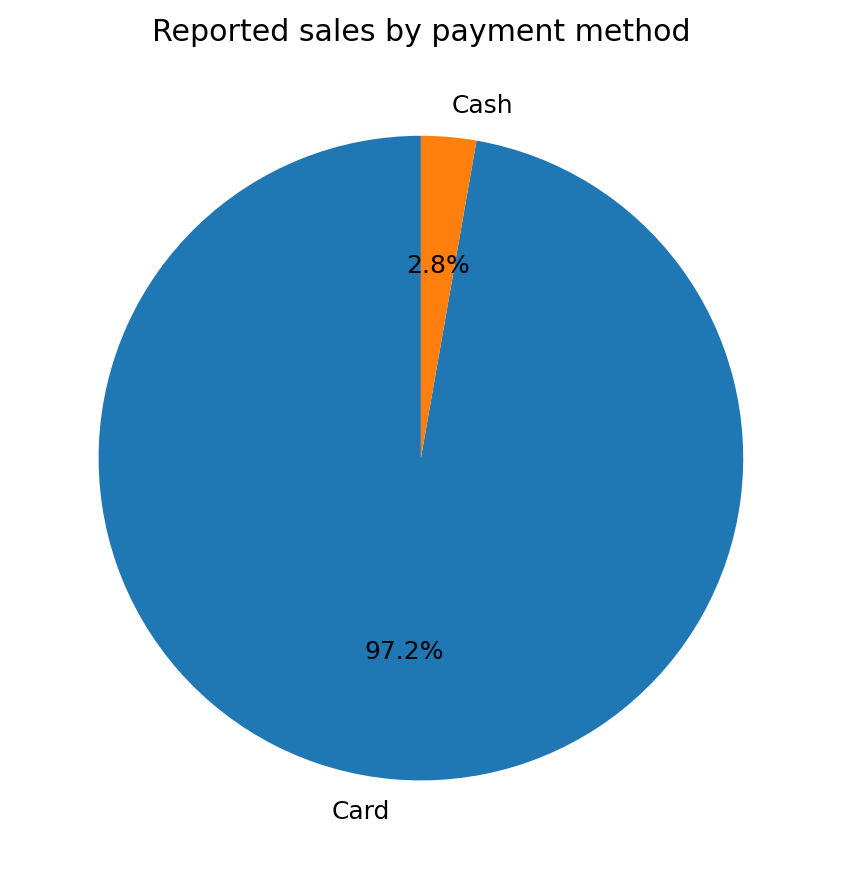 Reported sales by payment method
Cash
2.8%
97.2%
Card